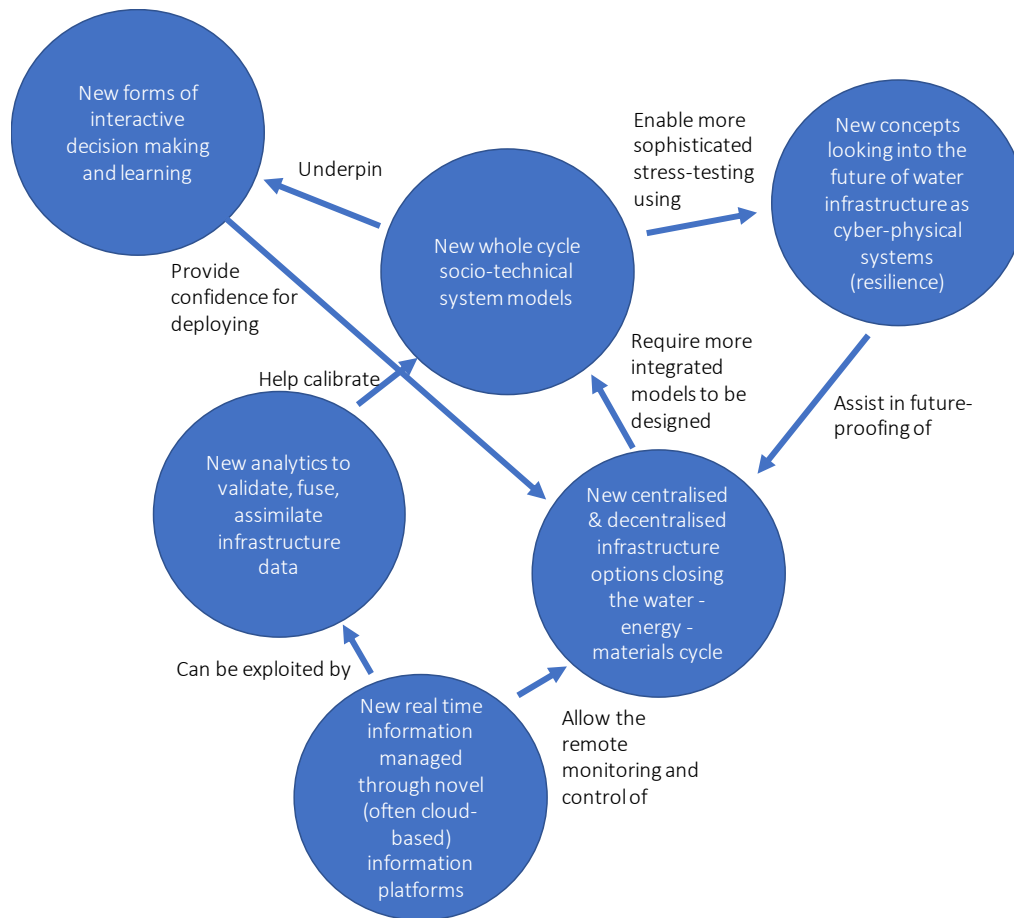 New forms of
interactive
decision making
and learning
Underpin
Enable more
sophisticated
stress-testing
using
New concepts
looking into the
future of water
infrastructure as
cyber-physical
systems
(resilience)
New whole cycle
socio-technical
system models
Provide
confidence for
deploying
Help calibrate
Require more
integrated
models to be
designed
Assist in future-
proofing of
New analytics to
validate, fuse,
assimilate
infrastructure
data
New centralised
& decentralised
infrastructure
options closing
the water -
energy -
materials cycle
Can be exploited by
New real time
information
managed
through novel
(often cloud-
based)
information
platforms
Allow the
remote
monitoring and
control of